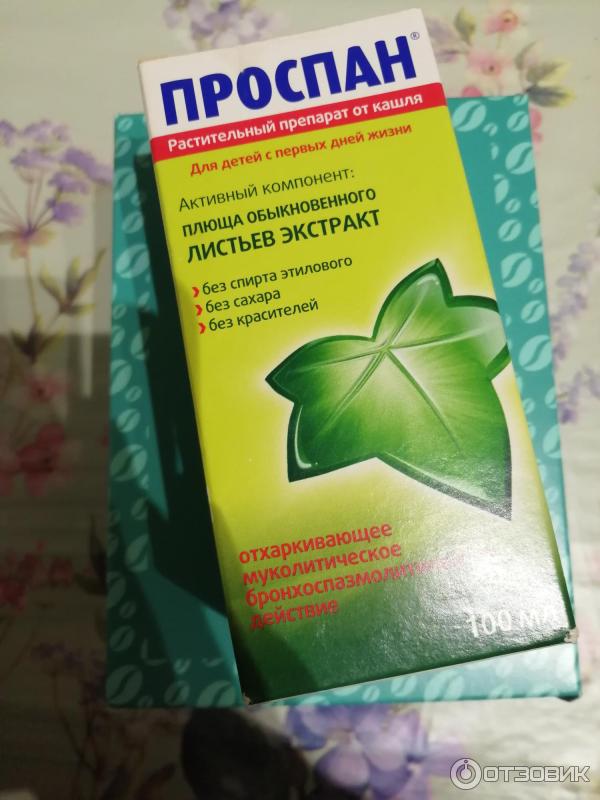 ПРОСПАН®
Растительный препарат от кашля
Для детей с первых дней жизни
Активный компонент:
ПЛЮЩА ОБЫКНОВЕННОГО
ЛИСТЬЕВ ЭКСТРАКТ
без спирта этилового
без сахара
без красителей
отхаркивающее
муколитическое
действие
100 мл
ОТЗОВИК